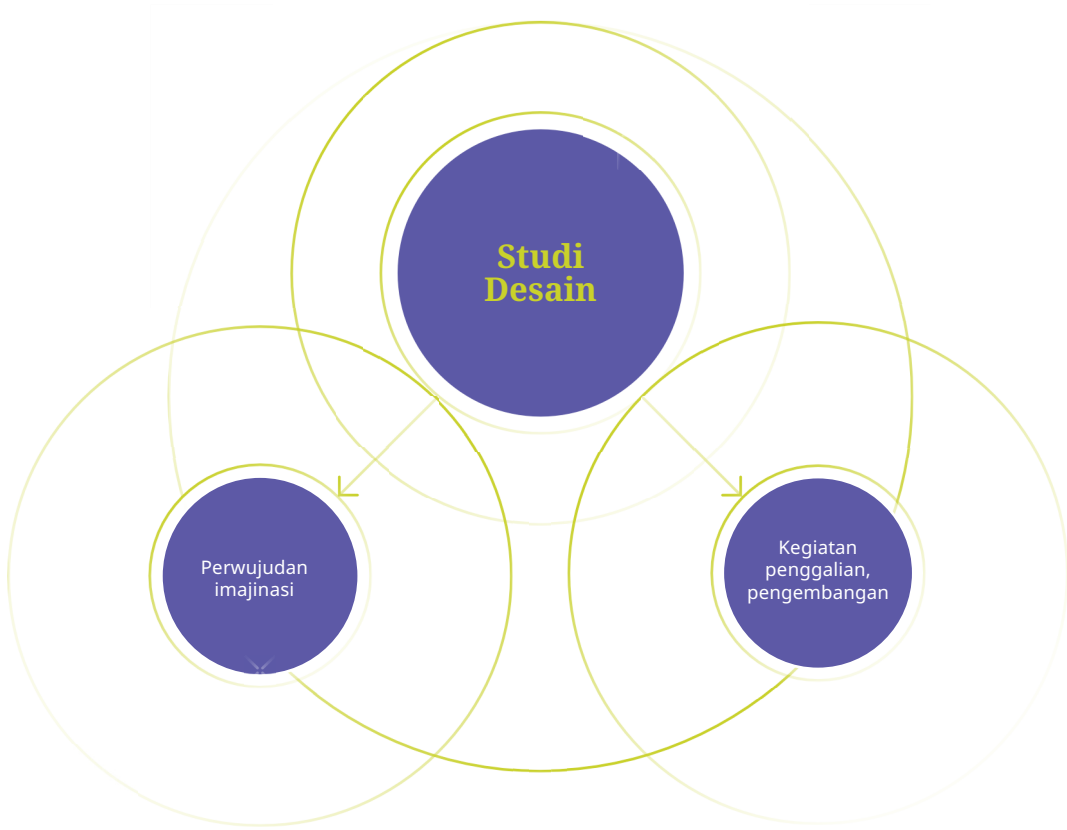 Studi
Desain
Perwujudan
imajinasi
Kegiatan
penggalian,
pengembangan